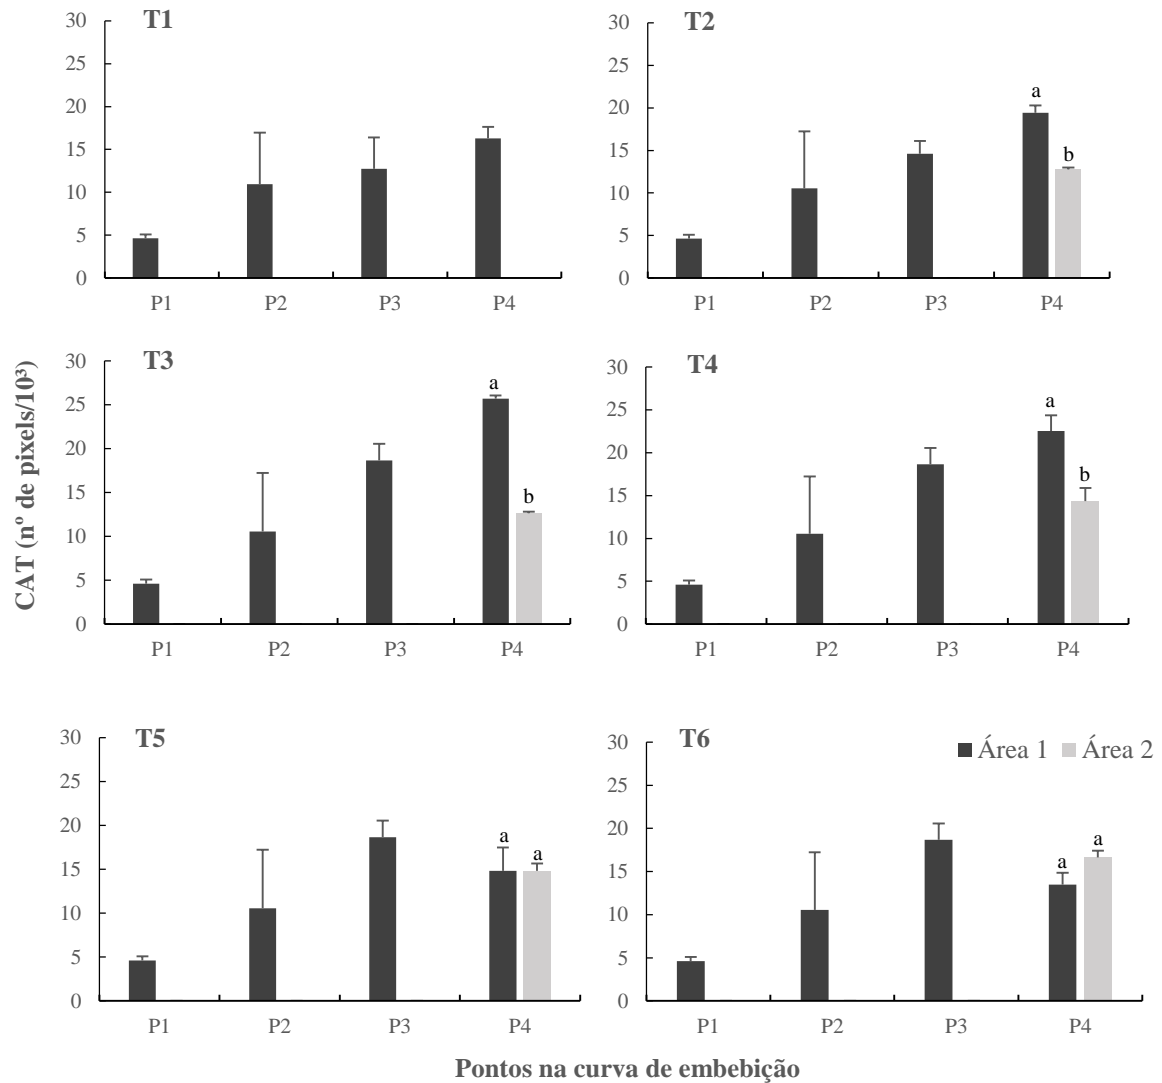 T1
30
25
20
15
10
5
0
P1 P2 P3 P4
T2
30
25
20
15
10
5
0
a
b
P1 P2 P3 P4
CAT (nº de pixels/10³)
T3
30
25
20
15
10
5
0
a
b
P1 P2 P3 P4
T4
30
25
20
15
10
5
0
a
b
P1 P2 P3 P4
T5
30
25
20
15
10
5
0
a a
P1 P2 P3 P4
T6
Área 1 Área 2
30
25
20
15
10
5
0
a a
P1 P2 P3 P4
Pontos na curva de embebição